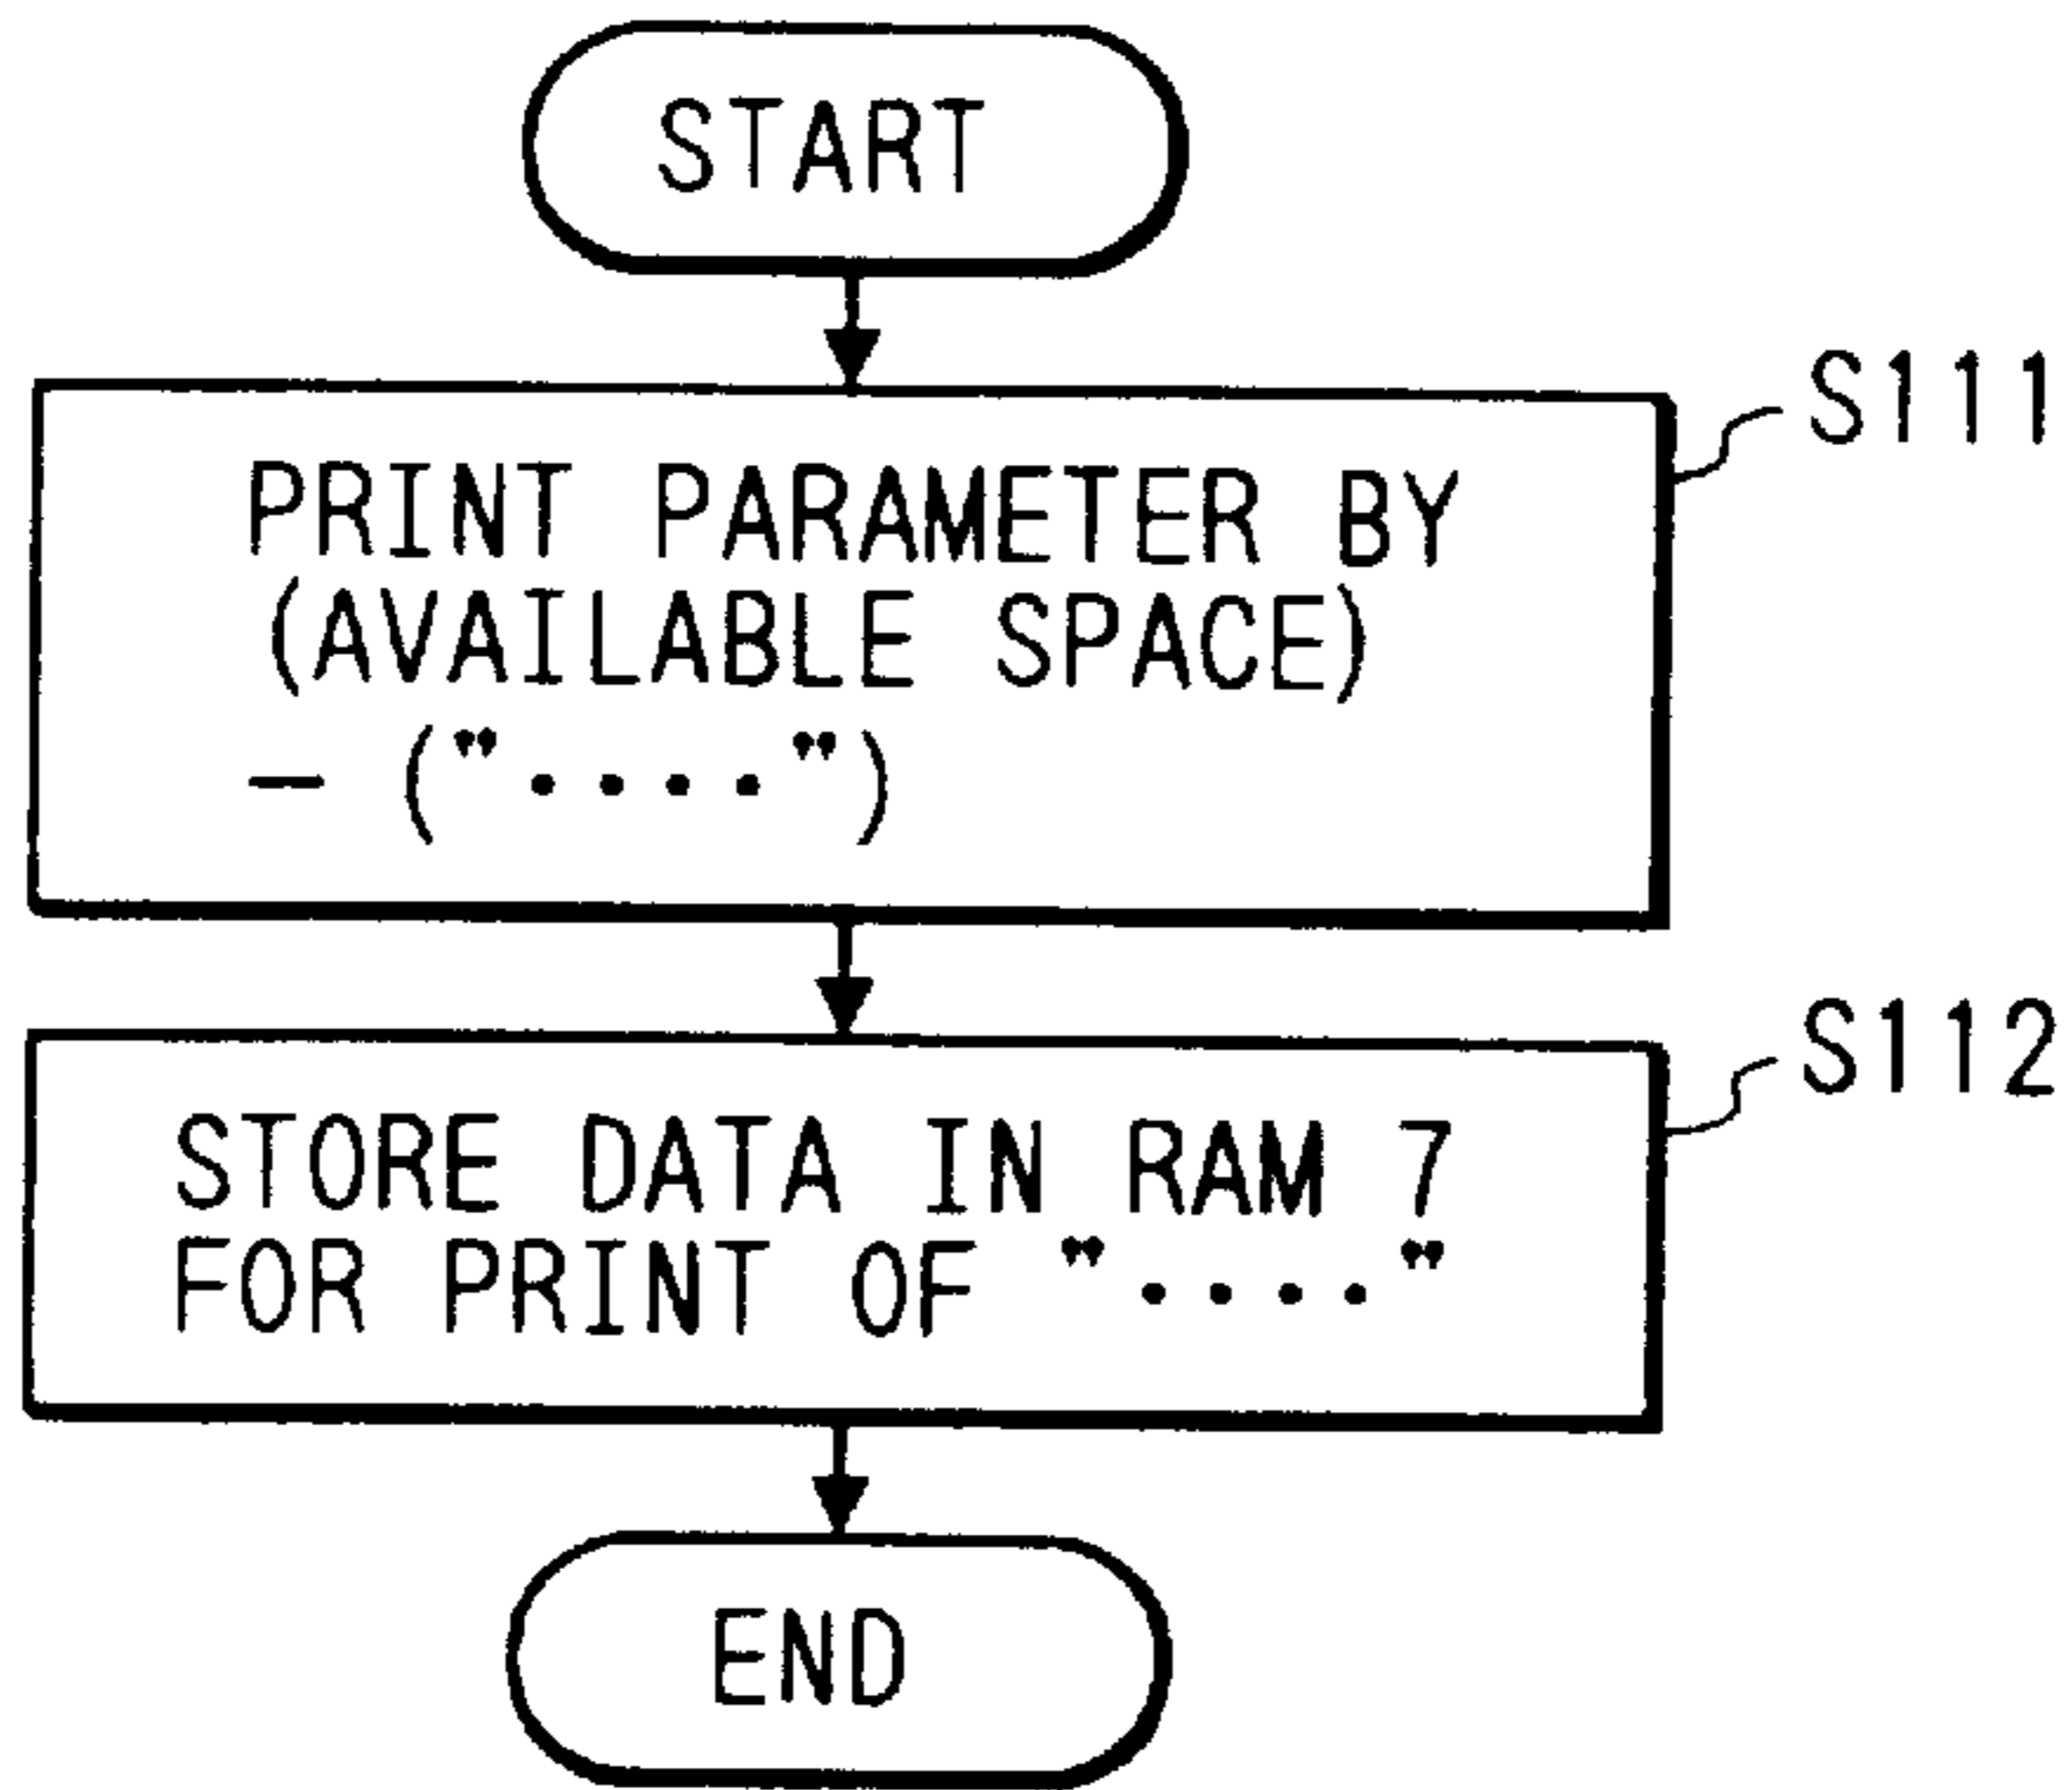 START
S111
PRINT PARAMETER BY
(AVAILABLE SPACE)
— ("････")
S112
STORE DATA IN RAM 7
FOR PRINT OF "････"
END